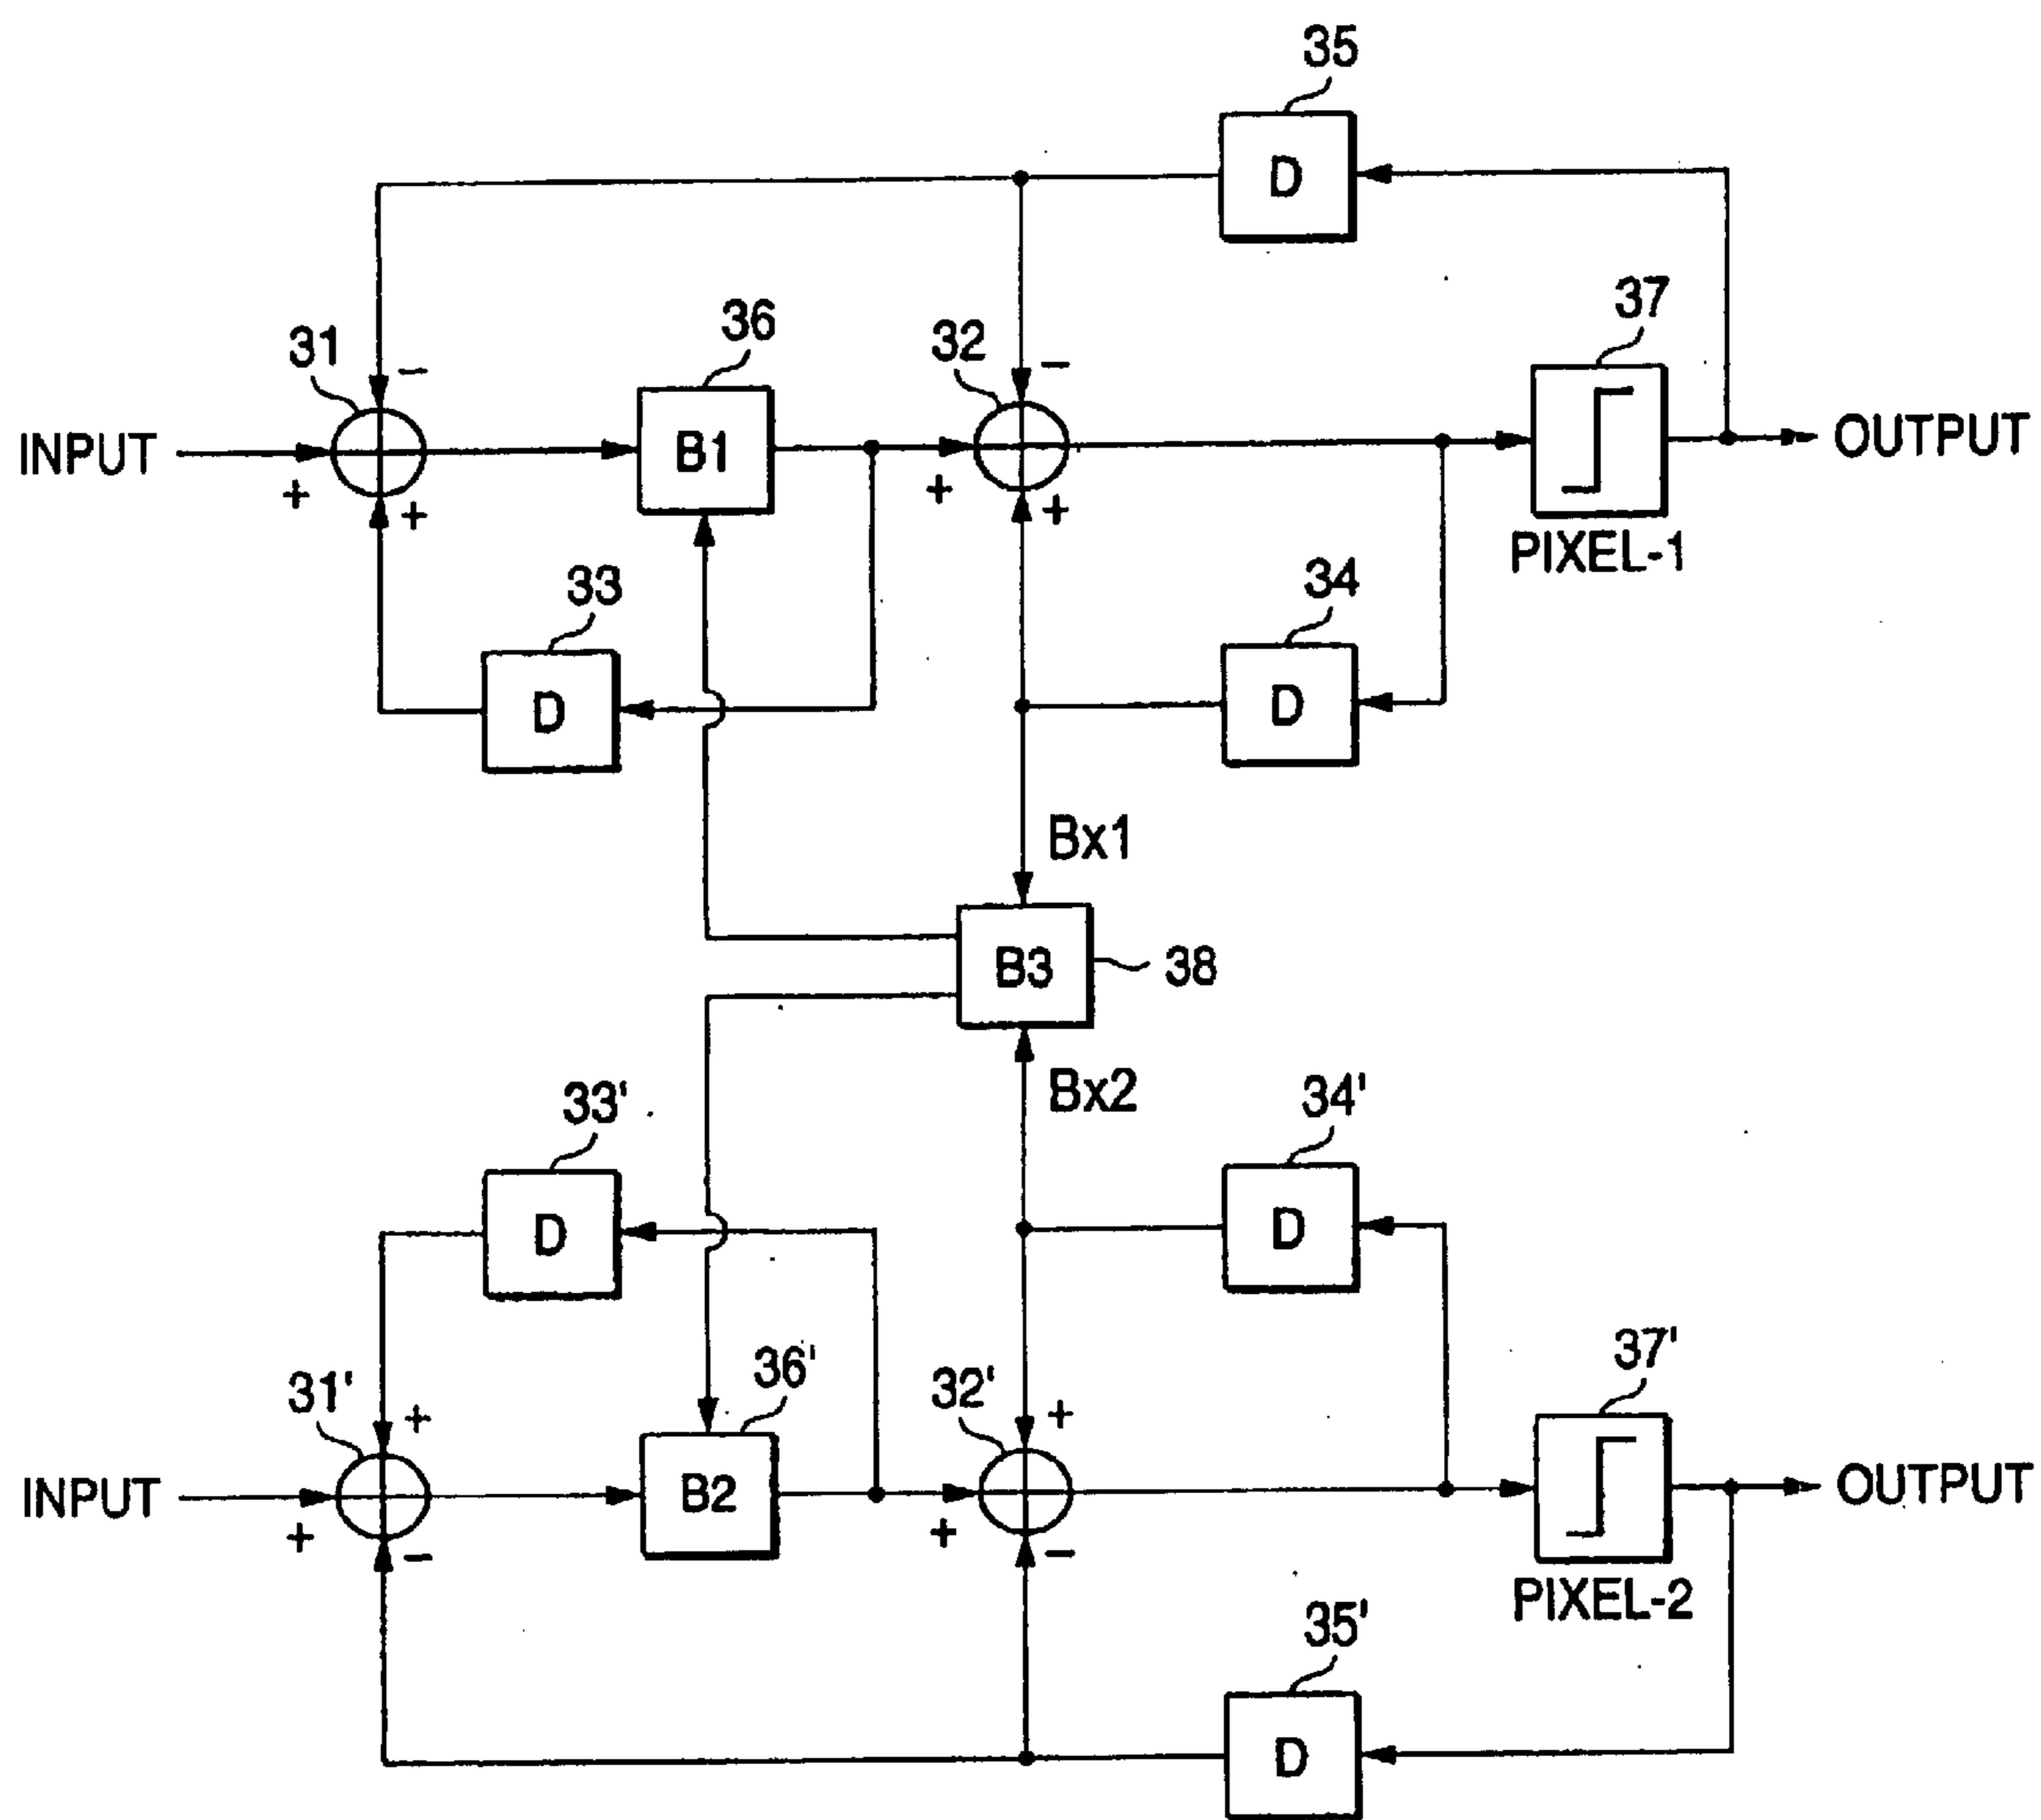 35
D
37
36
32
31
−
−
INPUT
B1
OUTPUT
+
+
+
+
PIXEL-1
33
34
D
D
Bx1
B3
38
Bx2
33'
34'
D
D
37'
36'
32'
31'
+
+
INPUT
B2
OUTPUT
+
+
−
−
PIXEL-2
35'
D